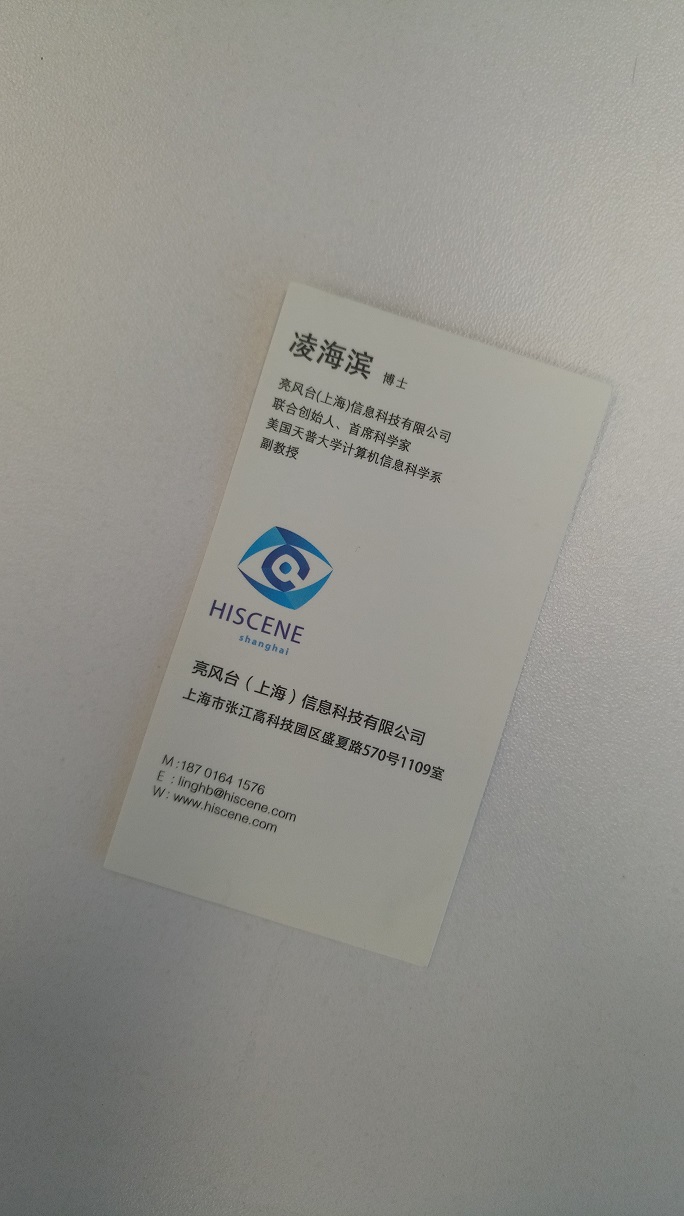 凌海滨 博士
亮风台(上海)信息科技有限公司
联合创始人、首席科学家
美国天普大学计算机信息科学系
副教授
HISCENE
shanghai
亮风台（上海）信息科技有限公司
上海市张江高科技园区盛夏路570号1109室
M :187 0164 1576
E : linghb@hiscene.com
W : www.hiscene.com